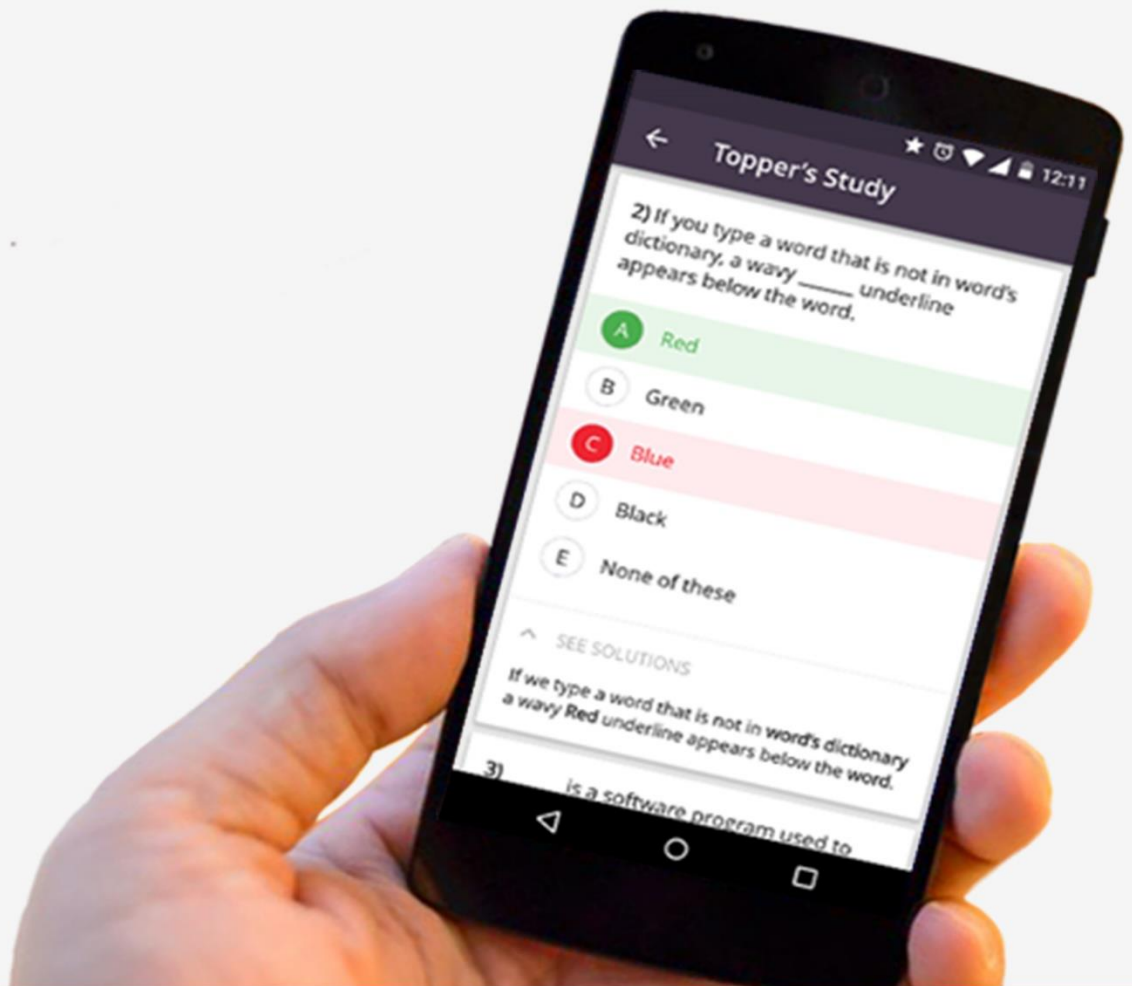 12:11
Topper's Study
2) If you type a word that is not in word's
dictionary, a wavy ______ underline
appears below the word.
A Red
B Green
C Blue
D Black
E None of these
SEE SOLUTIONS
If we type a word that is not in word's dictionary
a wavy Red underline appears below the word.
3) ______ is a software program used to